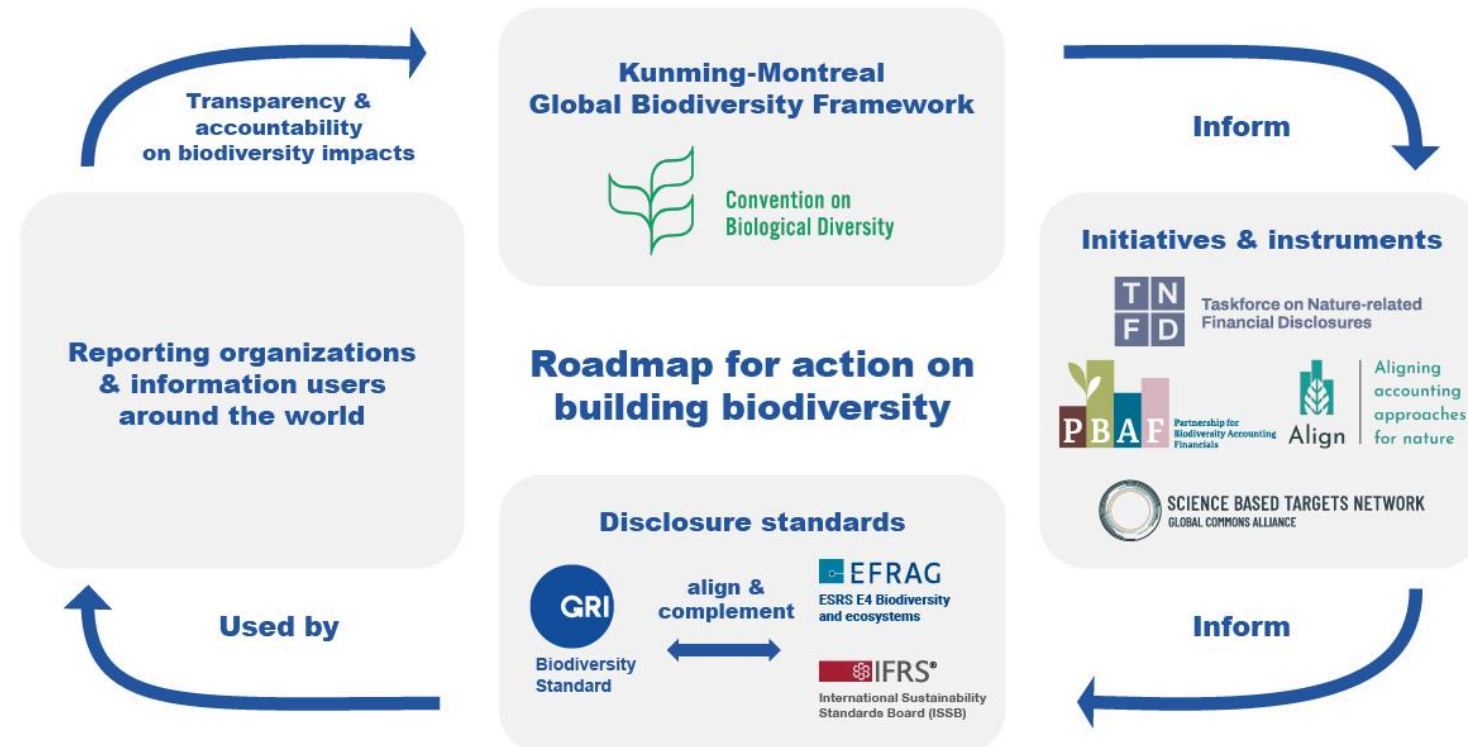 Transparency &
accountability
on biodiversity impacts
Kunming-Montreal
Global Biodiversity Framework
Convention on
Biological Diversity
Inform
Initiatives & instruments
T N
F D
Taskforce on Nature-related
Financial Disclosures
PBAF
Partnership for
Biodiversity Accounting
Financials
Align
Aligning
accounting
approaches
for nature
SCIENCE BASED TARGETS NETWORK
GLOBAL COMMONS ALLIANCE
Reporting organizations
& information users
around the world
Roadmap for action on
building biodiversity
Disclosure standards
GRI
Biodiversity
Standard
align &
complement
EFRAG
ESRS E4 Biodiversity
and ecosystems
IFRS®
International Sustainability
Standards Board (ISSB)
Used by
Inform